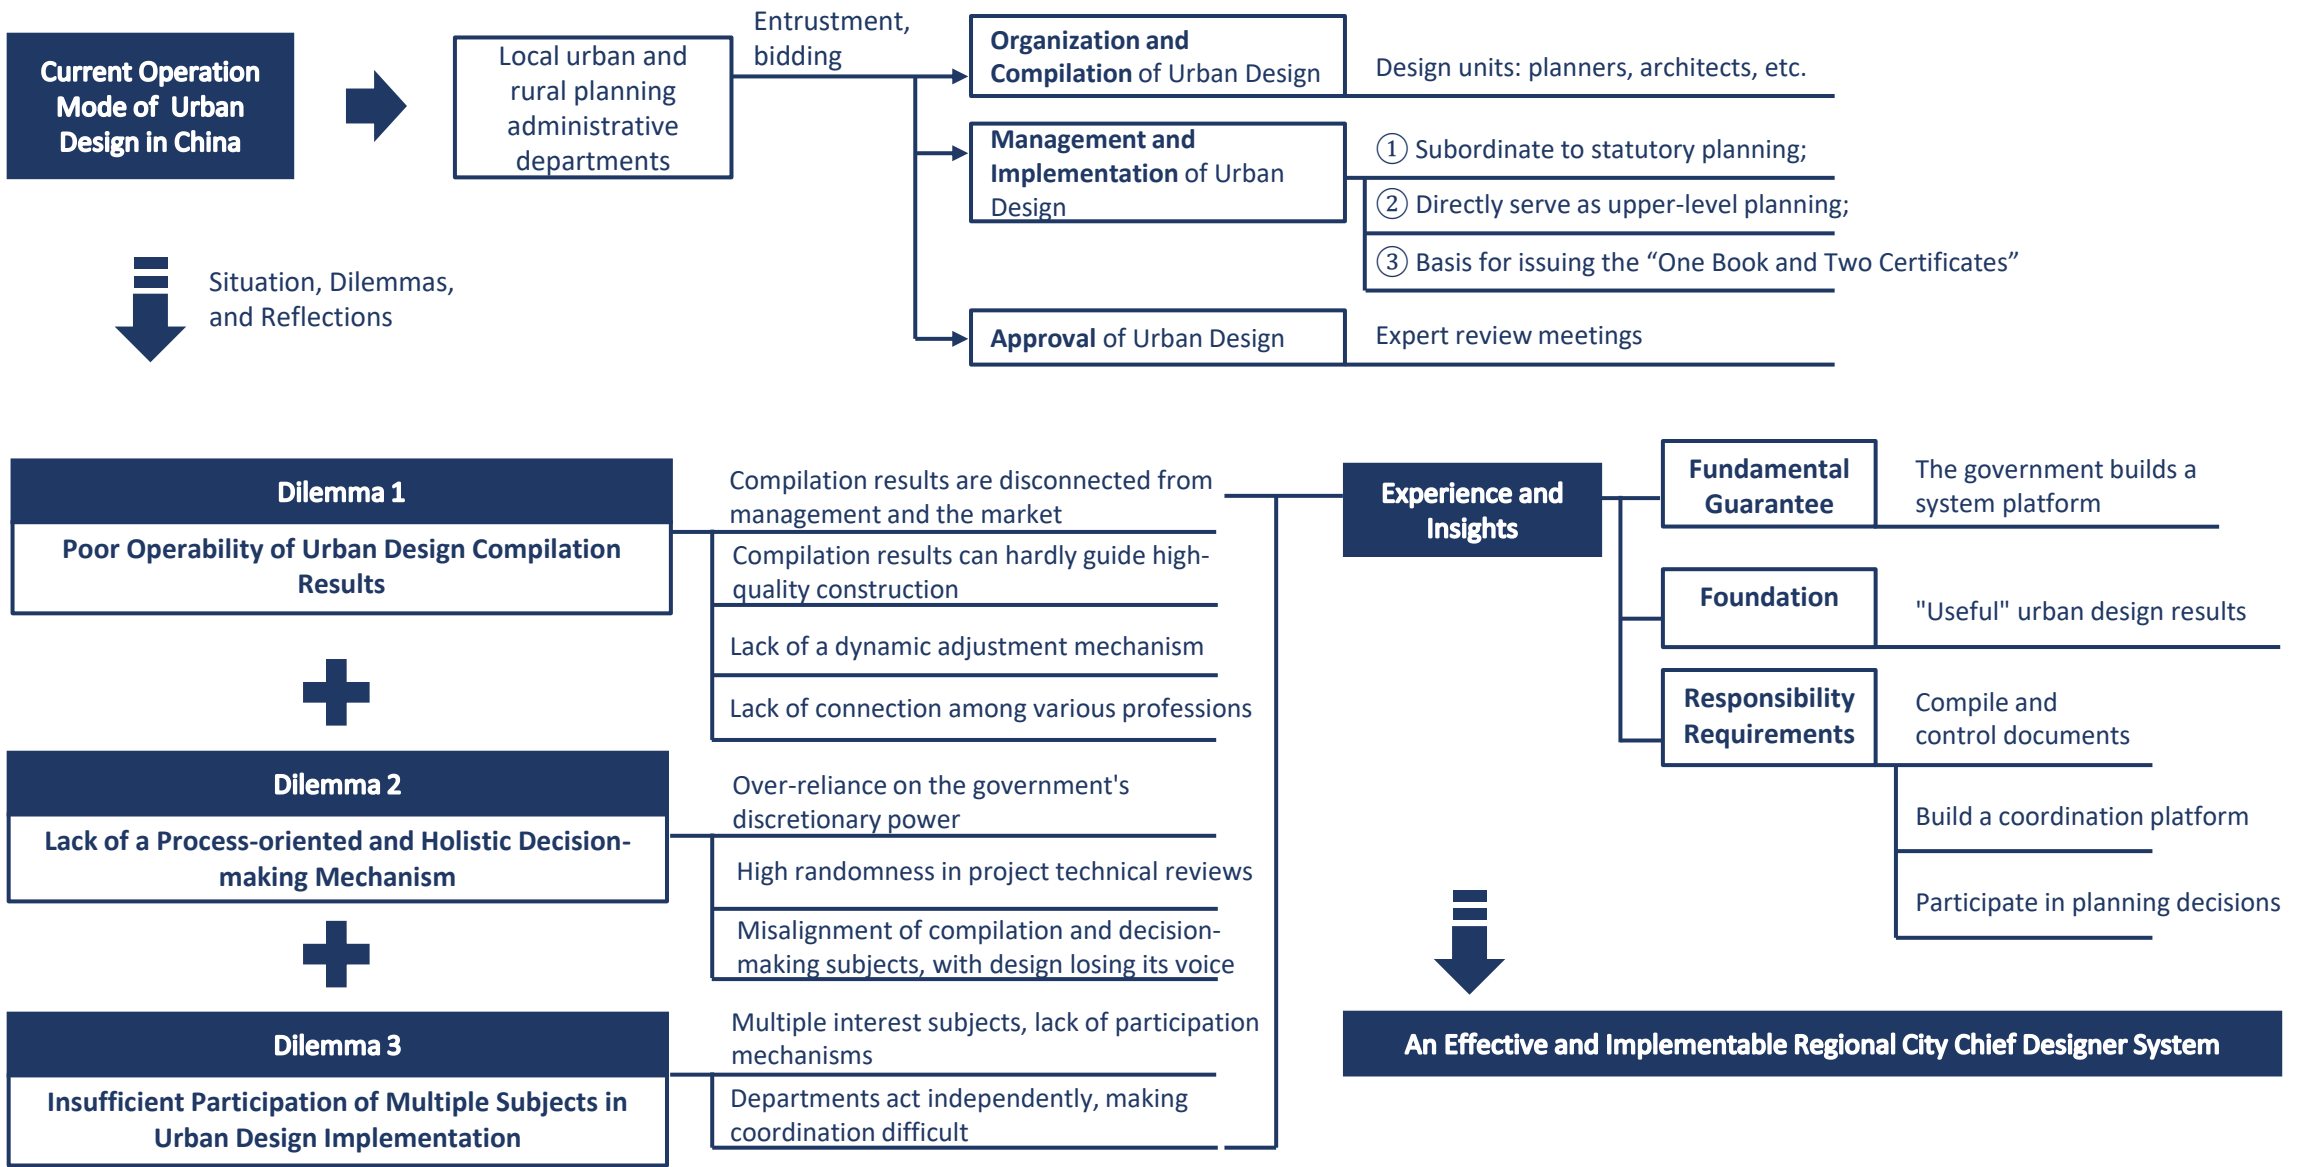 Current Operation
Mode of Urban
Design in China
Local urban and
rural planning
administrative
departments
Entrustment,
bidding
Organization and
Compilation of Urban Design
Design units: planners, architects, etc.
Management and
Implementation of Urban
Design
① Subordinate to statutory planning;
② Directly serve as upper-level planning;
③ Basis for issuing the “One Book and Two Certificates”
Approval of Urban Design
Expert review meetings
Situation, Dilemmas,
and Reflections
Dilemma 1
Poor Operability of Urban Design Compilation
Results
Compilation results are disconnected from
management and the market
Compilation results can hardly guide high-
quality construction
Lack of a dynamic adjustment mechanism
Lack of connection among various professions
Dilemma 2
Lack of a Process-oriented and Holistic Decision-
making Mechanism
Over-reliance on the government's
discretionary power
High randomness in project technical reviews
Misalignment of compilation and decision-
making subjects, with design losing its voice
Dilemma 3
Insufficient Participation of Multiple Subjects in
Urban Design Implementation
Multiple interest subjects, lack of participation
mechanisms
Departments act independently, making
coordination difficult
Experience and
Insights
Fundamental
Guarantee
The government builds a
system platform
Foundation
"Useful" urban design results
Responsibility
Requirements
Compile and
control documents
Build a coordination platform
Participate in planning decisions
An Effective and Implementable Regional City Chief Designer System